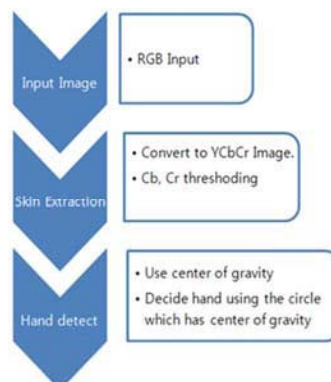 Input Image
• RGB Input
Skin Extraction
• Convert to YCbCr Image.
• Cb, Cr threshoding
Hand detect
• Use center of gravity
• Decide hand using the circle
which has center of gravity